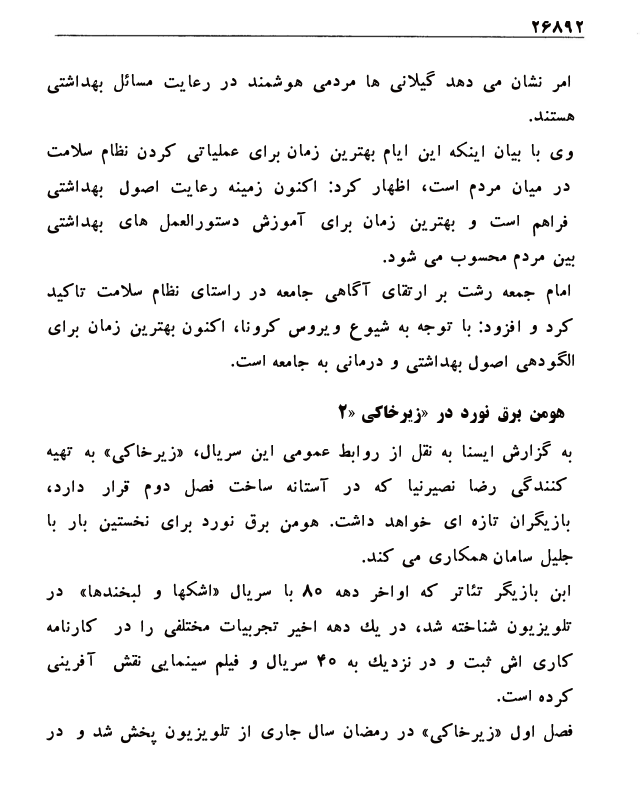 ۲۶۸۹۲
امر نشان می دهد گیلانی ها مردمی هوشمند در رعایت مسائل بهداشتی
هستند.
وی با بیان اینکه این ایام بهترین زمان برای عملیاتی کردن نظام سلامت
در میان مردم است، اظهار کرد: اکنون زمینه رعایت اصول بهداشتی
فراهم است و بهترین زمان برای آموزش دستورالعمل های بهداشتی
بین مردم محسوب می شود.
امام جمعه رشت بر ارتقای آگاهی جامعه در راستای نظام سلامت تاکید
کرد و افزود: با توجه به شیوع ویروس کرونا، اکنون بهترین زمان برای
الگودهی اصول بهداشتی و درمانی به جامعه است.
هومن برق نورد در «زیرخاکی «۲
به گزارش ایسنا به نقل از روابط عمومی این سریال، «زیرخاکی» به تهیه
کنندگی رضا نصیرنیا که در آستانه ساخت فصل دوم قرار دارد،
بازیگران تازه ای خواهد داشت. هومن برق نورد برای نخستین بار با
جلیل سامان همکاری می کند.
این بازیگر تئاتر که اواخر دهه ۸۰ با سریال «اشکها و لبخندها» در
تلویزیون شناخته شد، در یك دهه اخیر تجربیات مختلفی را در کارنامه
کاری اش ثبت و در نزدیك به ۴۰ سریال و فیلم سینمایی نقش آفرینی
کرده است.
فصل اول «زیرخاکی» در رمضان سال جاری از تلویزیون پخش شد و در